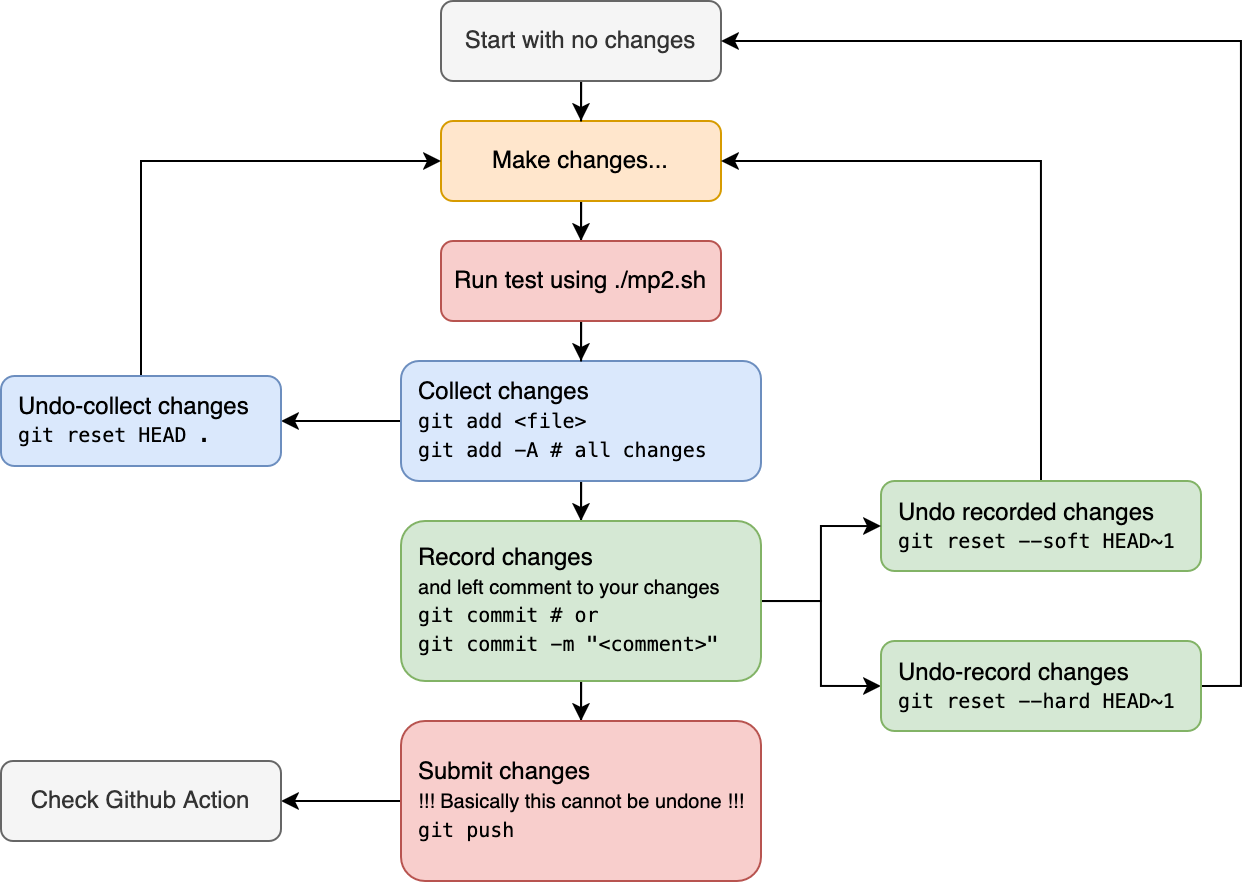 Start with no changes
Make changes...
Run test using ./mp2.sh
Collect changes
git add <file>
git add -A # all changes
Undo-collect changes
git reset HEAD .
Record changes
and left comment to your changes
git commit # or
git commit -m "<comment>"
Undo recorded changes
git reset --soft HEAD~1
Undo-record changes
git reset --hard HEAD~1
Submit changes
!!! Basically this cannot be undone !!!
git push
Check Github Action